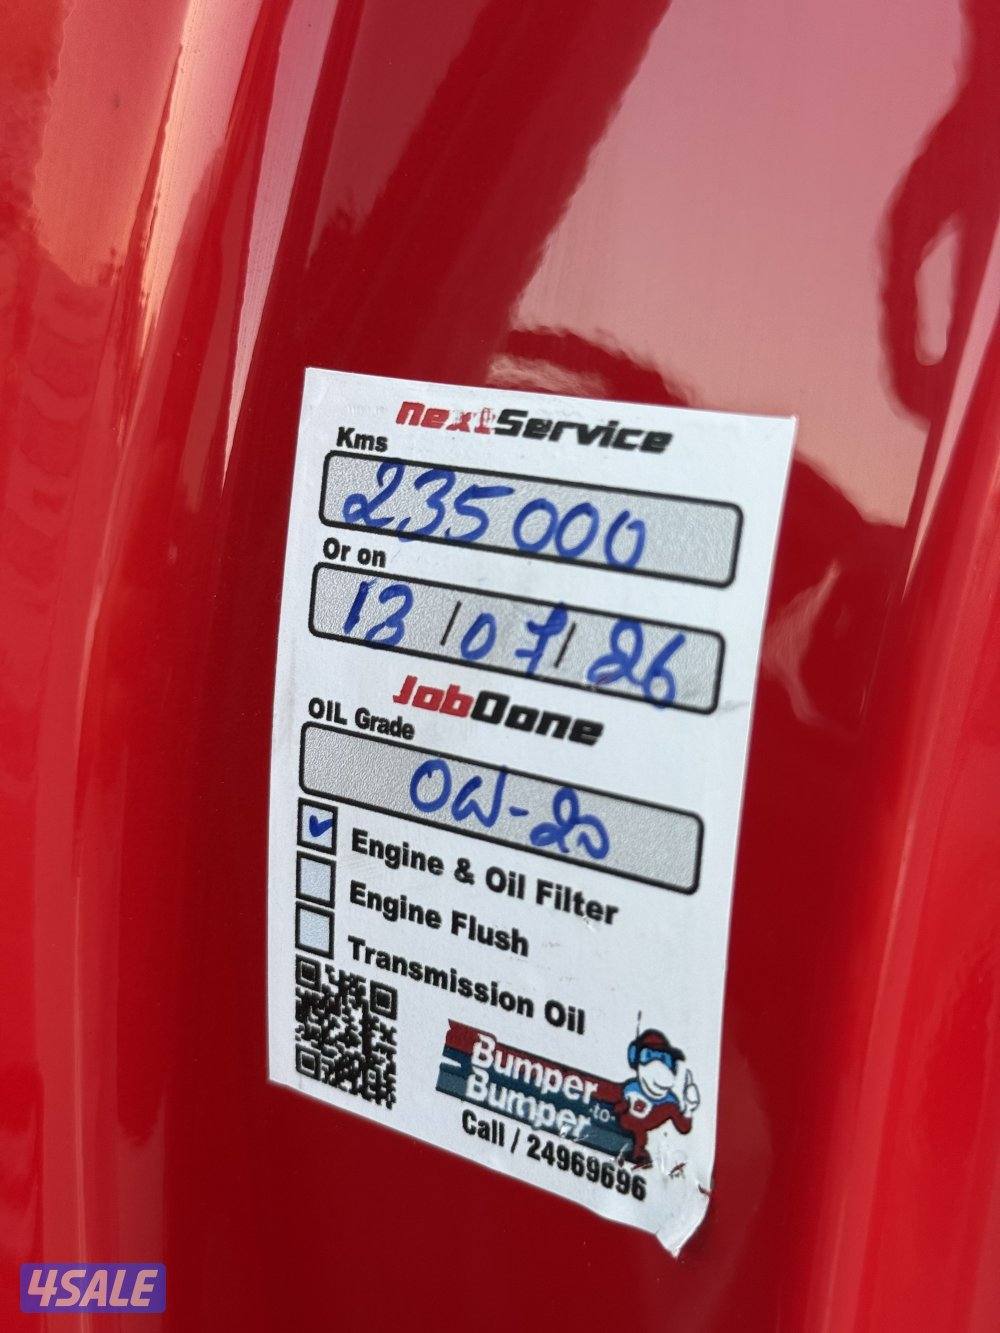 NextService
Kms
235000
Or on
13/07/26
JobDone
OIL Grade
0W-20
Engine & Oil Filter
Engine Flush
Transmission Oil
Bumper
-to-
Bumper
Call / 24969696
4SALE